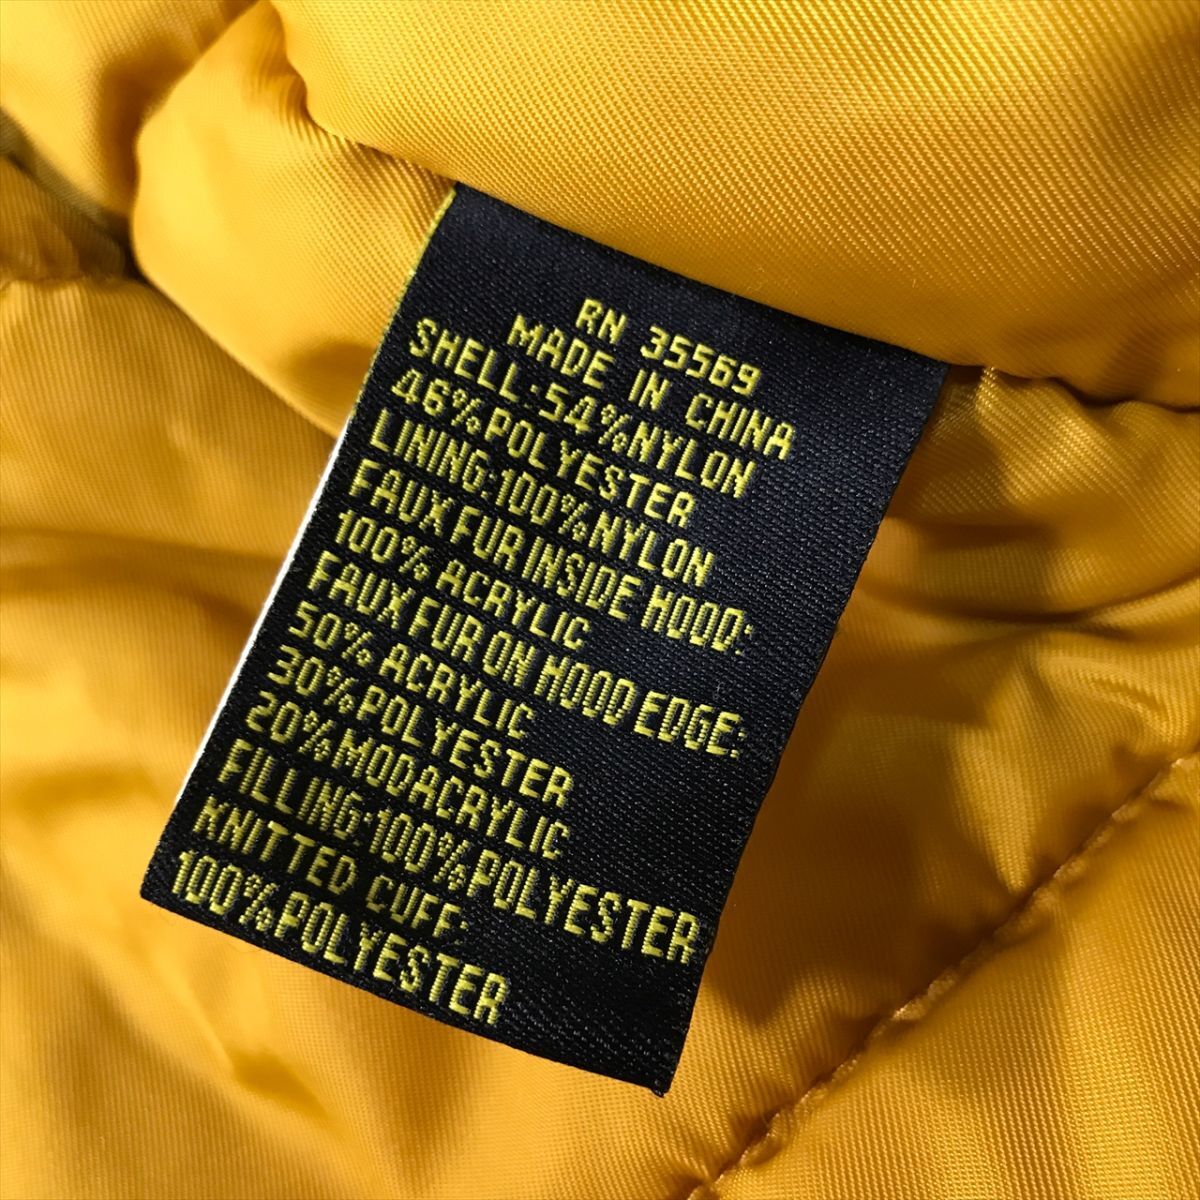 RN 35569
MADE IN CHINA
SHELL:54%NYLON
46%POLYESTER
LINING:100%NYLON
FAUX FUR INSIDE HOOD:
100% ACRYLIC
FAUX FUR ON HOOD EDGE:
50% ACRYLIC
30%POLYESTER
20%MODACRYLIC
FILLING:100%POLYESTER
KNITTED CUFF:
100%POLYESTER